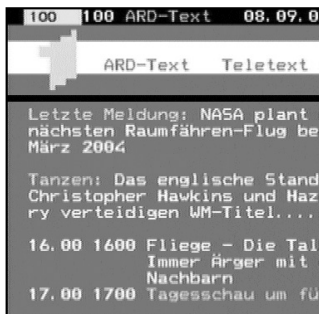 100 100 ARD-Text 08.09.0
ARD-Text Teletext
Letzte Meldung: NASA plant
nächsten Raumfähren-Flug be
März 2004
Tanzen: Das englische Stand
Christopher Hawkins und Haz
ry verteidigen WM-Titel....
16.00 1600 Fliege - Die Tal
Immer Ärger mit
Nachbarn
17.00 1700 Tagesschau um fü